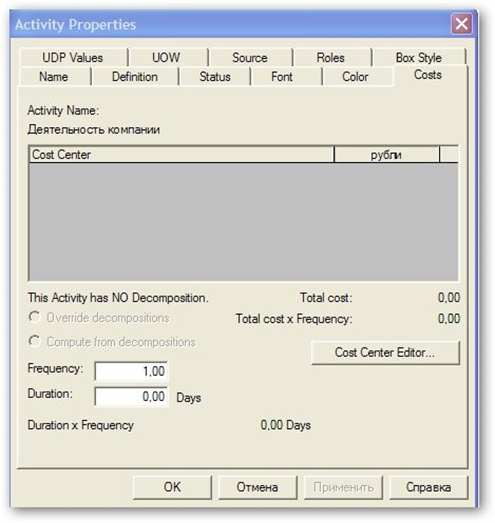 Activity Properties
UDP Values UOW Source Roles Box Style
Name Definition Status Font Color Costs
Activity Name:
Деятельность компании
Cost Center рубли
This Activity has NO Decomposition. Total cost: 0,00
Override decompositions Total cost x Frequency: 0,00
Compute from decompositions
Cost Center Editor...
Frequency: 1,00
Duration: 0,00 Days
Duration x Frequency 0,00 Days
OK Отмена Применить Справка